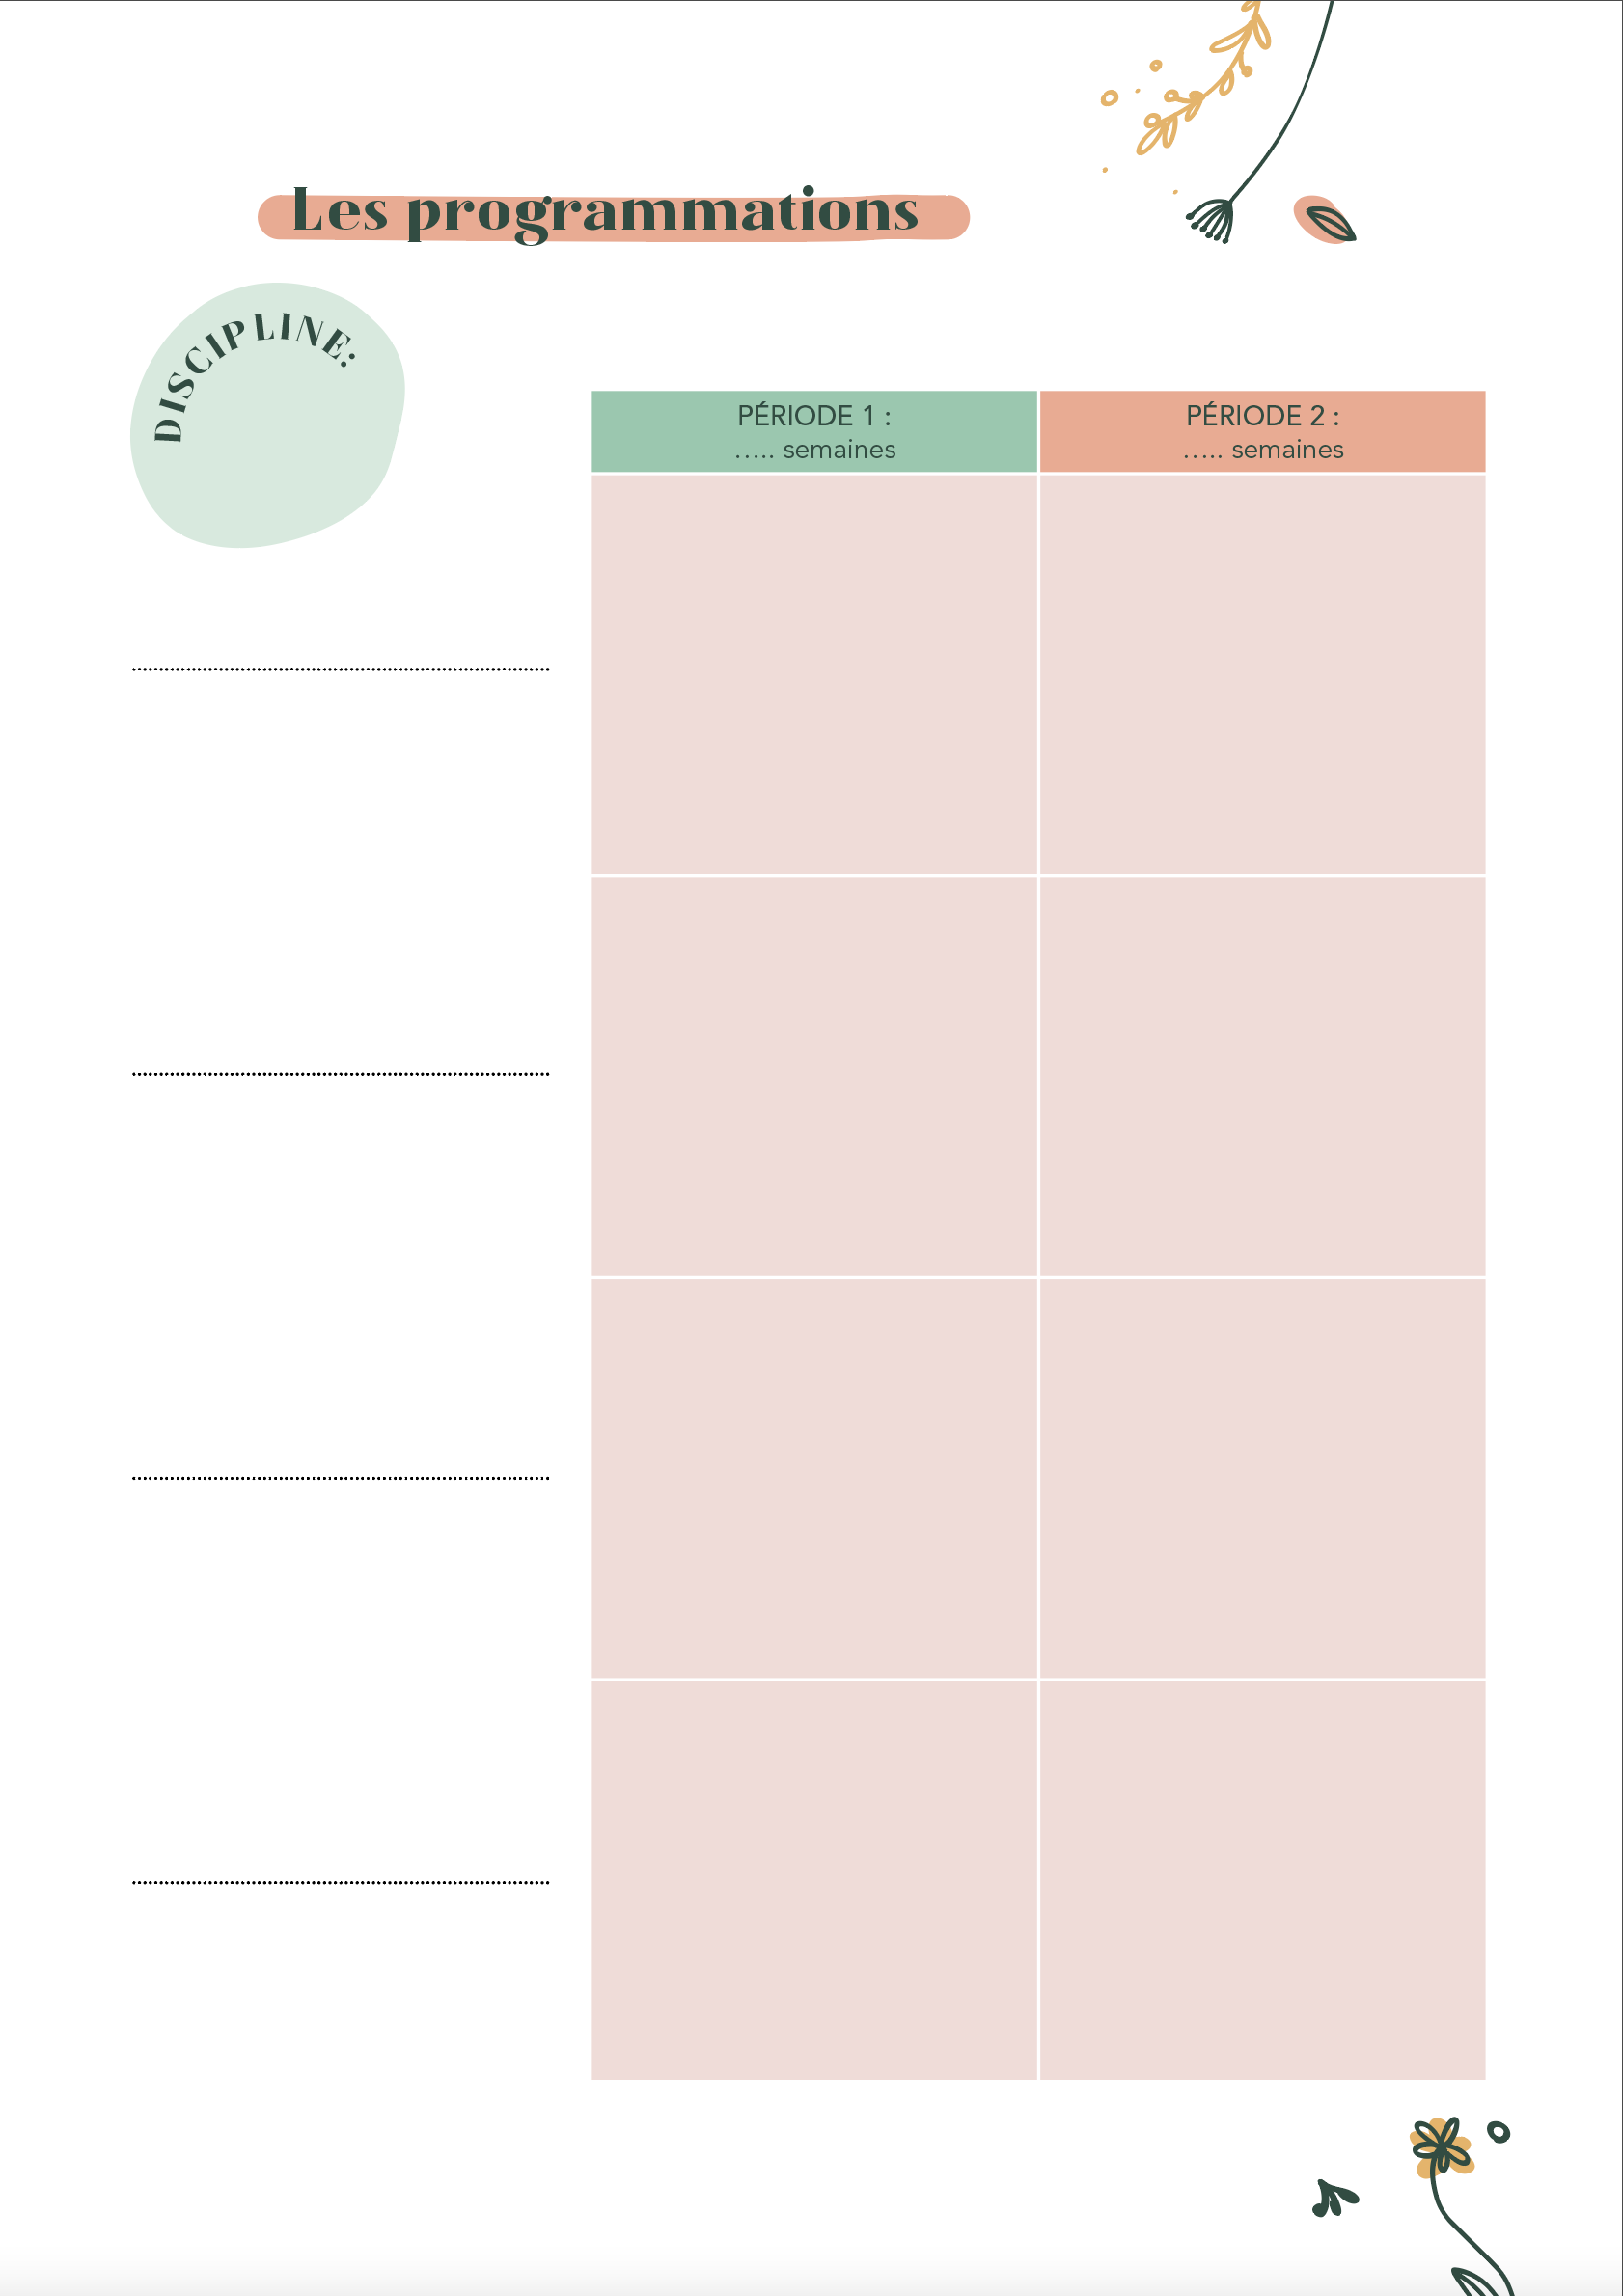 Les programmations
DISCIPLINE:
PÉRIODE 1 :
….. semaines
PÉRIODE 2 :
….. semaines